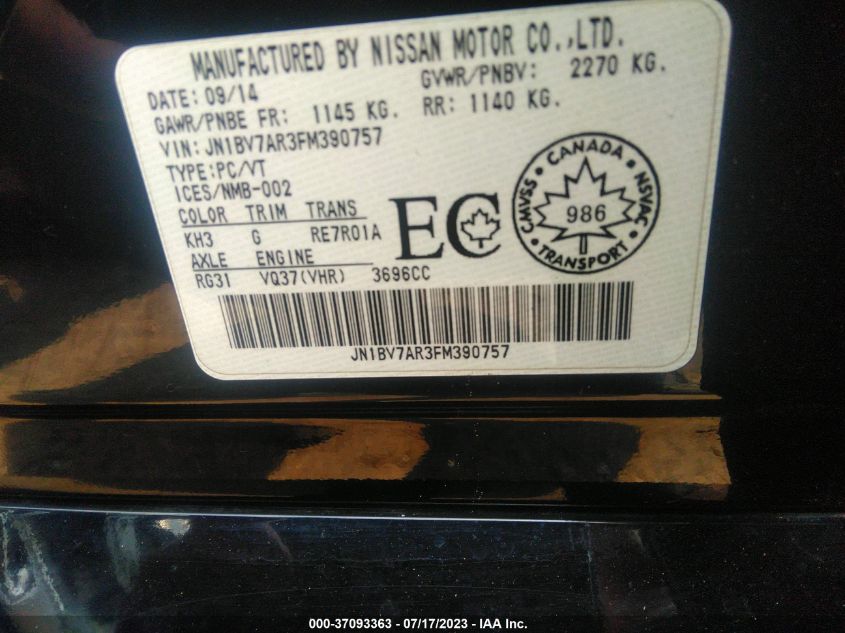 MANUFACTURED BY NISSAN MOTOR CO.,LTD.
DATE: 09/14 GVWR/PNBV: 2270 KG.
GAWR/PNBE FR: 1145 KG. RR: 1140 KG.
VIN: JN1BV7AR3FM390757
TYPE:PC/VT
ICES/NMB-002
COLOR TRIM TRANS
KH3 G RE7R01A
AXLE ENGINE
RG31 VQ37(VHR) 3696CC
EC
CANADA
CMVSS 986 NSVAC
TRANSPORT
JN1BV7AR3FM390757
000-37093363 - 07/17/2023 - IAA Inc.